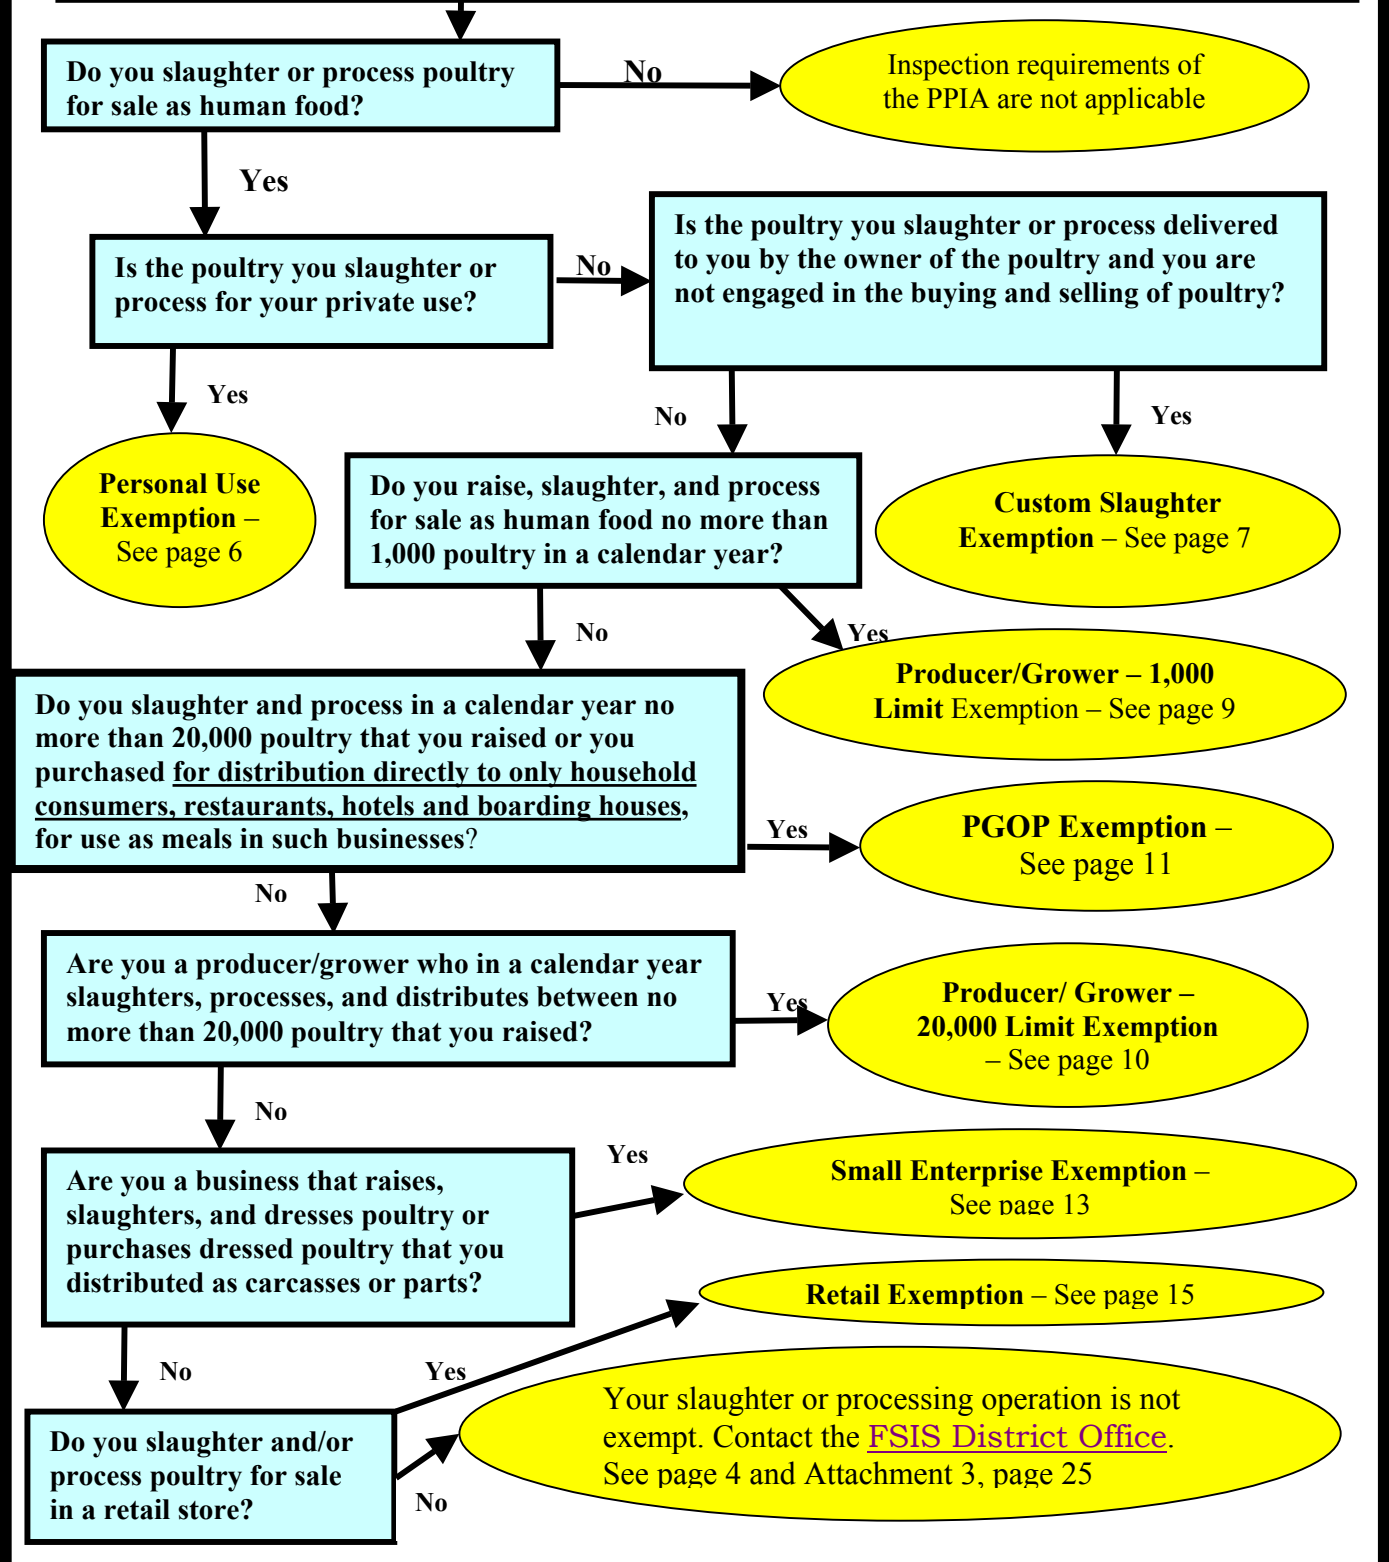 Do you slaughter or process poultry
for sale as human food?
No
Inspection requirements of
the PPIA are not applicable
Yes
Is the poultry you slaughter or
process for your private use?
No
Is the poultry you slaughter or process delivered
to you by the owner of the poultry and you are
not engaged in the buying and selling of poultry?
Yes
No
Yes
Personal Use
Exemption –
See page 6
Do you raise, slaughter, and process
for sale as human food no more than
1,000 poultry in a calendar year?
Custom Slaughter
Exemption – See page 7
No
Yes
Producer/Grower – 1,000
Limit Exemption – See page 9
Do you slaughter and process in a calendar year no
more than 20,000 poultry that you raised or you
purchased for distribution directly to only household
consumers, restaurants, hotels and boarding houses,
for use as meals in such businesses?
Yes
PGOP Exemption –
See page 11
No
Are you a producer/grower who in a calendar year
slaughters, processes, and distributes between no
more than 20,000 poultry that you raised?
Yes
Producer/ Grower –
20,000 Limit Exemption
– See page 10
No
Are you a business that raises,
slaughters, and dresses poultry or
purchases dressed poultry that you
distributed as carcasses or parts?
Yes
Small Enterprise Exemption –
See page 13
Retail Exemption – See page 15
No
Yes
Do you slaughter and/or
process poultry for sale
in a retail store?
No
Your slaughter or processing operation is not
exempt. Contact the FSIS District Office.
See page 4 and Attachment 3, page 25